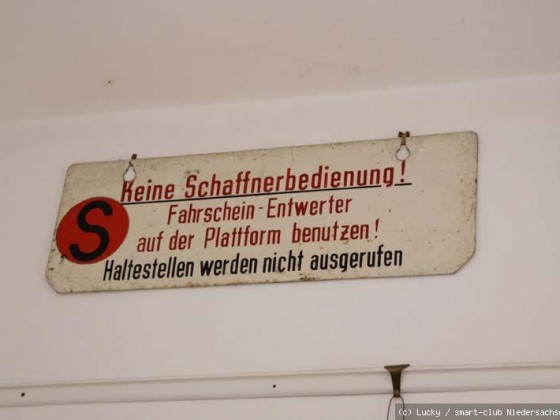 Keine Schaffnerbedienung!
S
Fahrschein-Entwerter
auf der Plattform benutzen!
Haltestellen werden nicht ausgerufen
(c) Lucky / smart-club Niedersachs